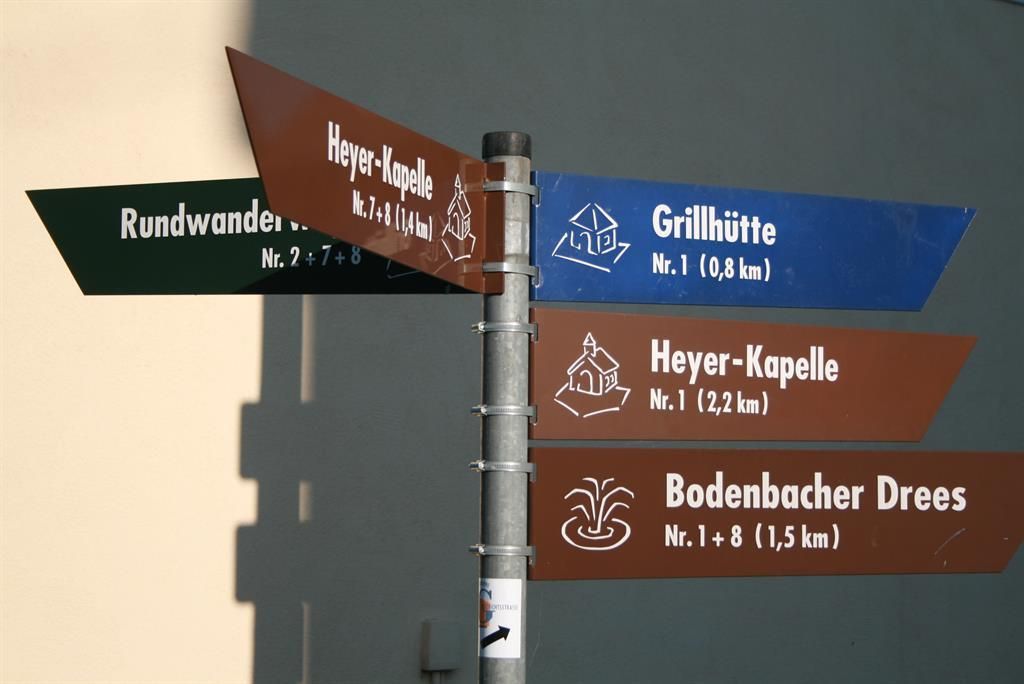 Heyer-Kapelle
Nr. 7 + 8 (1,4 km)
Nr. 2 + 7 + 8
Grillhütte
Nr. 1 (0,8 km)
Heyer-Kapelle
Nr. 1 (2,2 km)
Bodenbacher Drees
Nr. 1 + 8 (1,5 km)
G